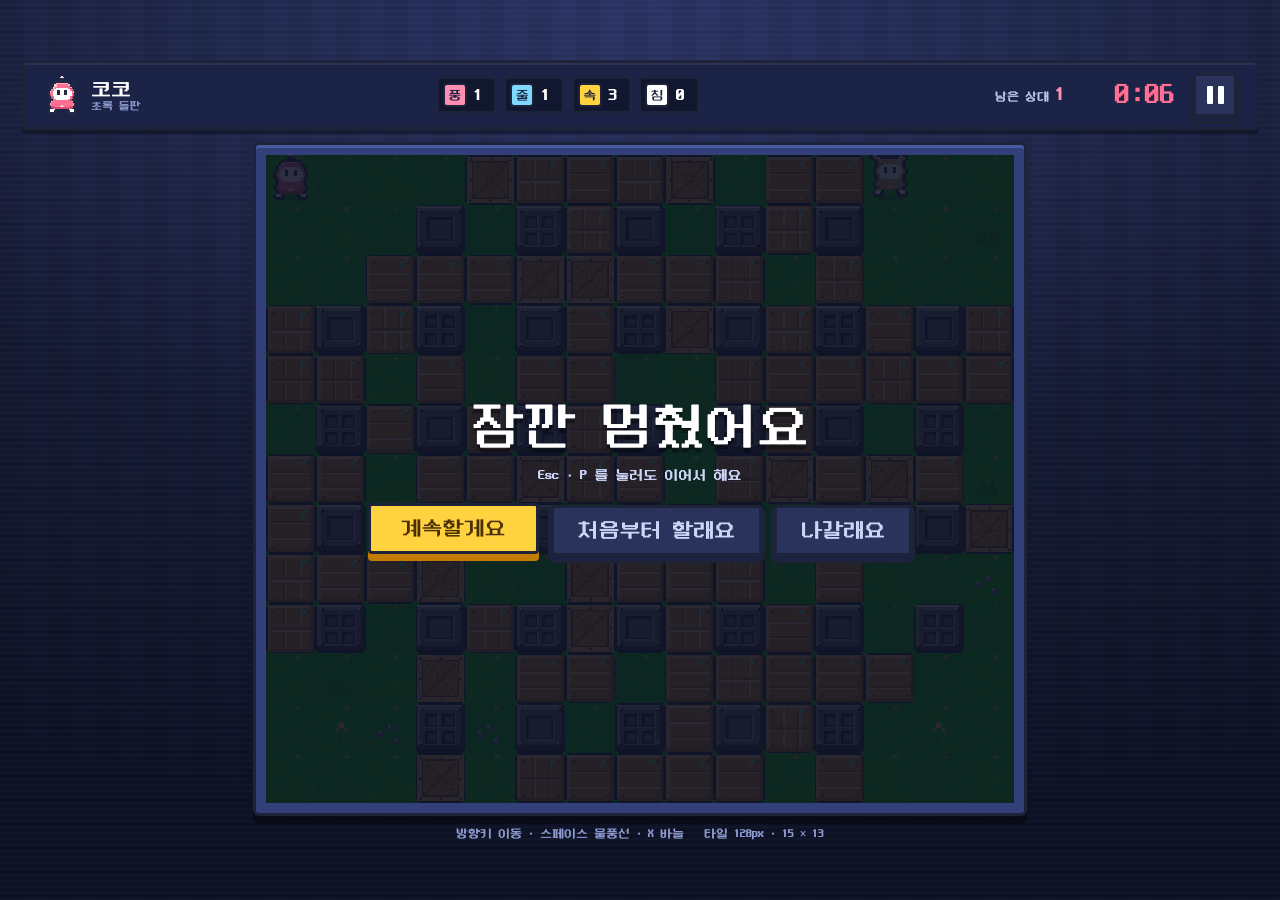 코코
초록 들판
풍 1 줄 1 속 3 침 0
남은 상대 1
0:06
잠깐 멈췄어요
Esc · P 를 눌러도 이어서 해요
계속할게요 처음부터 할래요 나갈래요
방향키 이동 · 스페이스 물풍선 · X 바늘 타일 128px · 15 × 13